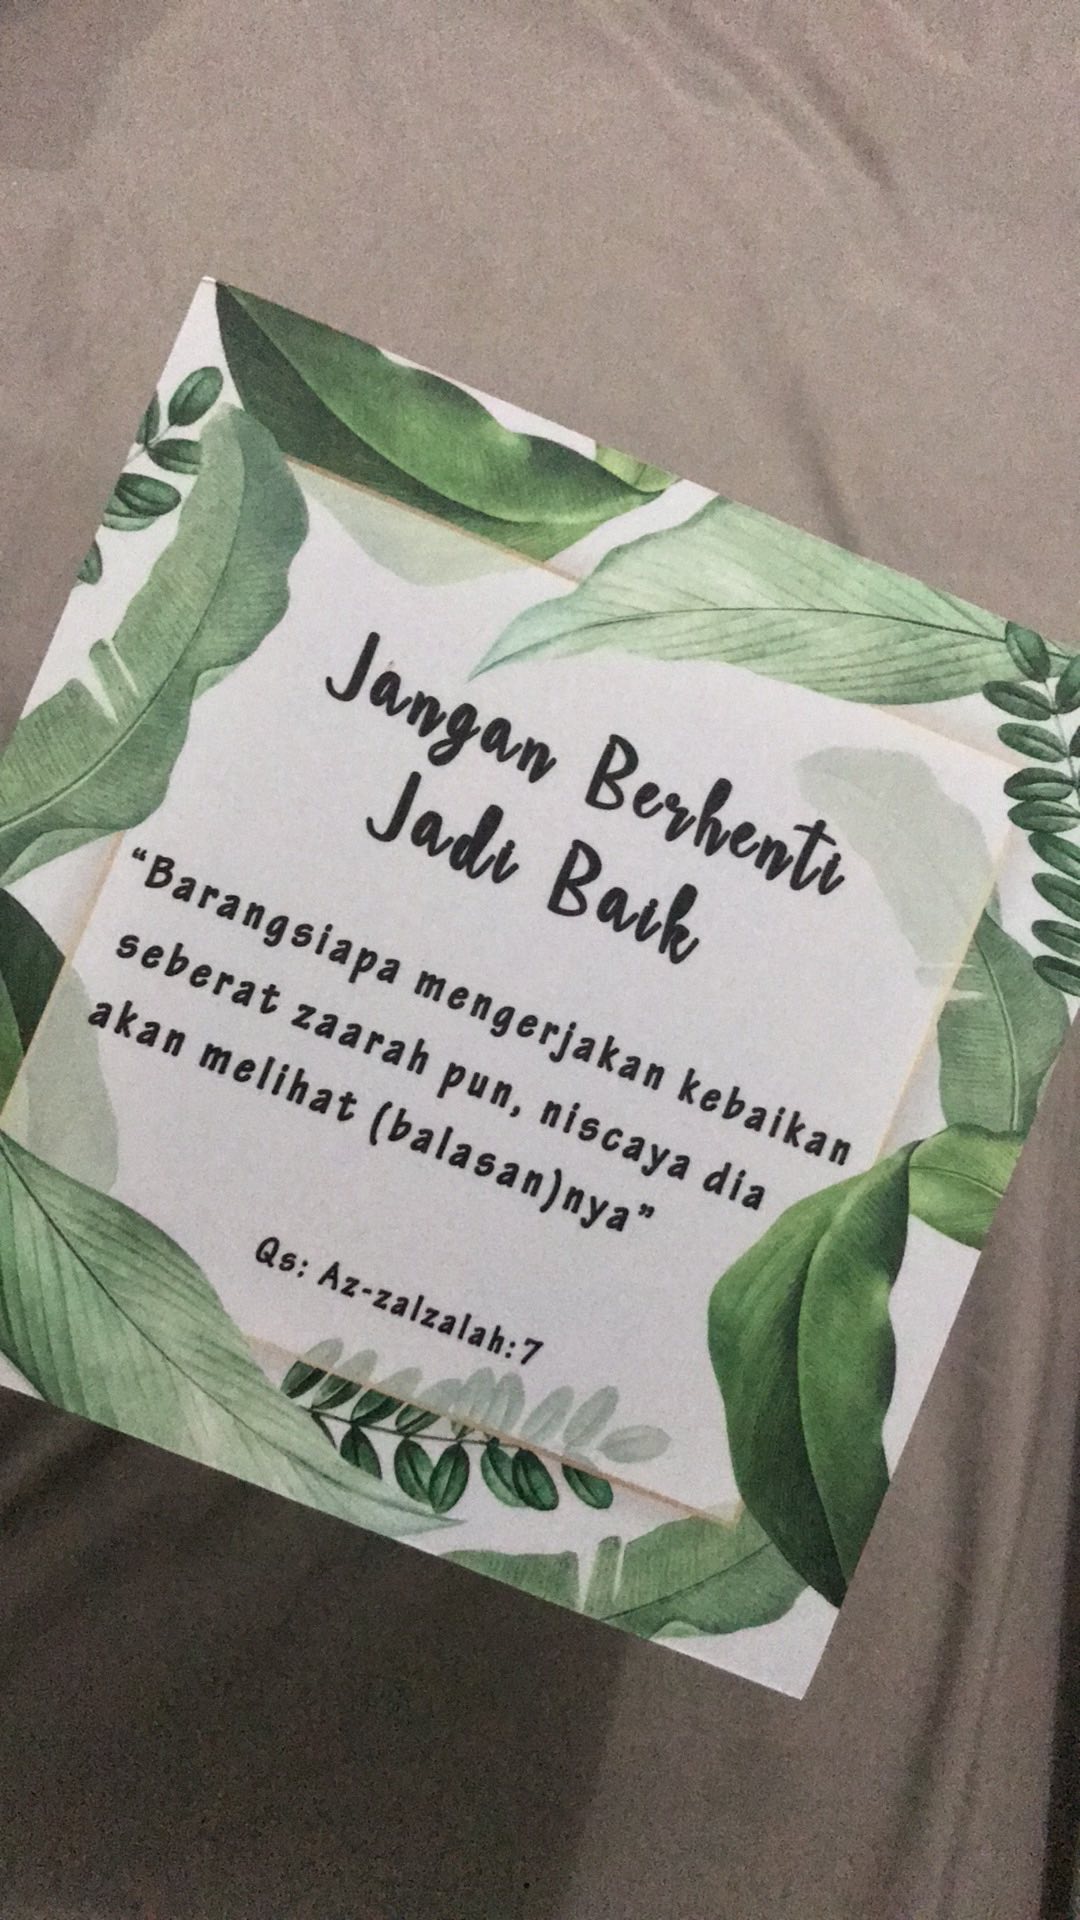 Jangan Berhenti
Jadi Baik
“Barangsiapa mengerjakan kebaikan
seberat zaarah pun, niscaya dia
akan melihat (balasan)nya”
Qs: Az-zalzalah:7